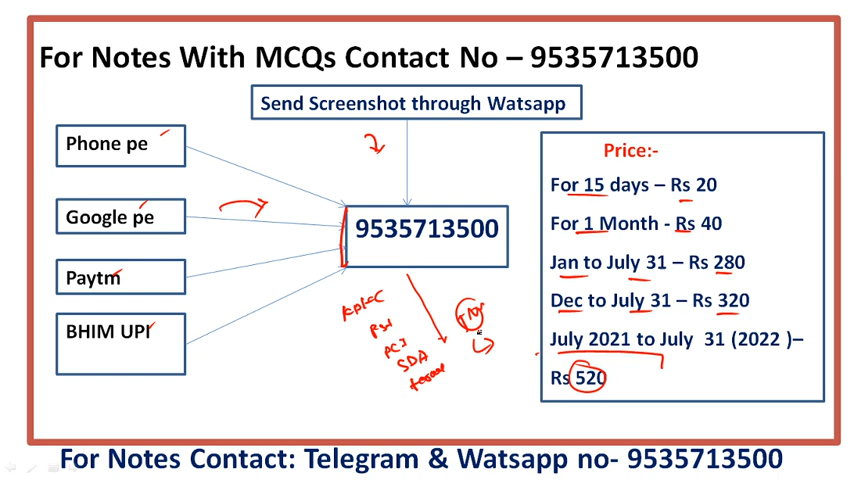 For Notes With MCQs Contact No – 9535713500
Send Screenshot through Watsapp
Phone pe
Google pe
Paytm
BHIM UPI
9535713500
PSI
PCI
SDA
Price:-
For 15 days – Rs 20
For 1 Month - Rs 40
Jan to July 31 – Rs 280
Dec to July 31 – Rs 320
July 2021 to July 31 (2022 )–
Rs 520
For Notes Contact: Telegram & Watsapp no- 9535713500